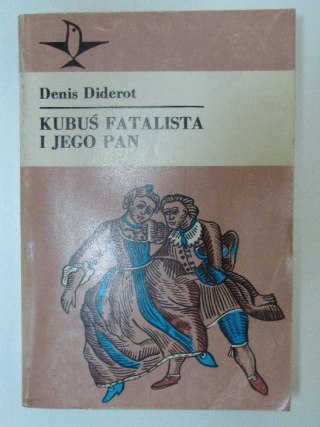 Denis Diderot
KUBUŚ FATALISTA
I JEGO PAN